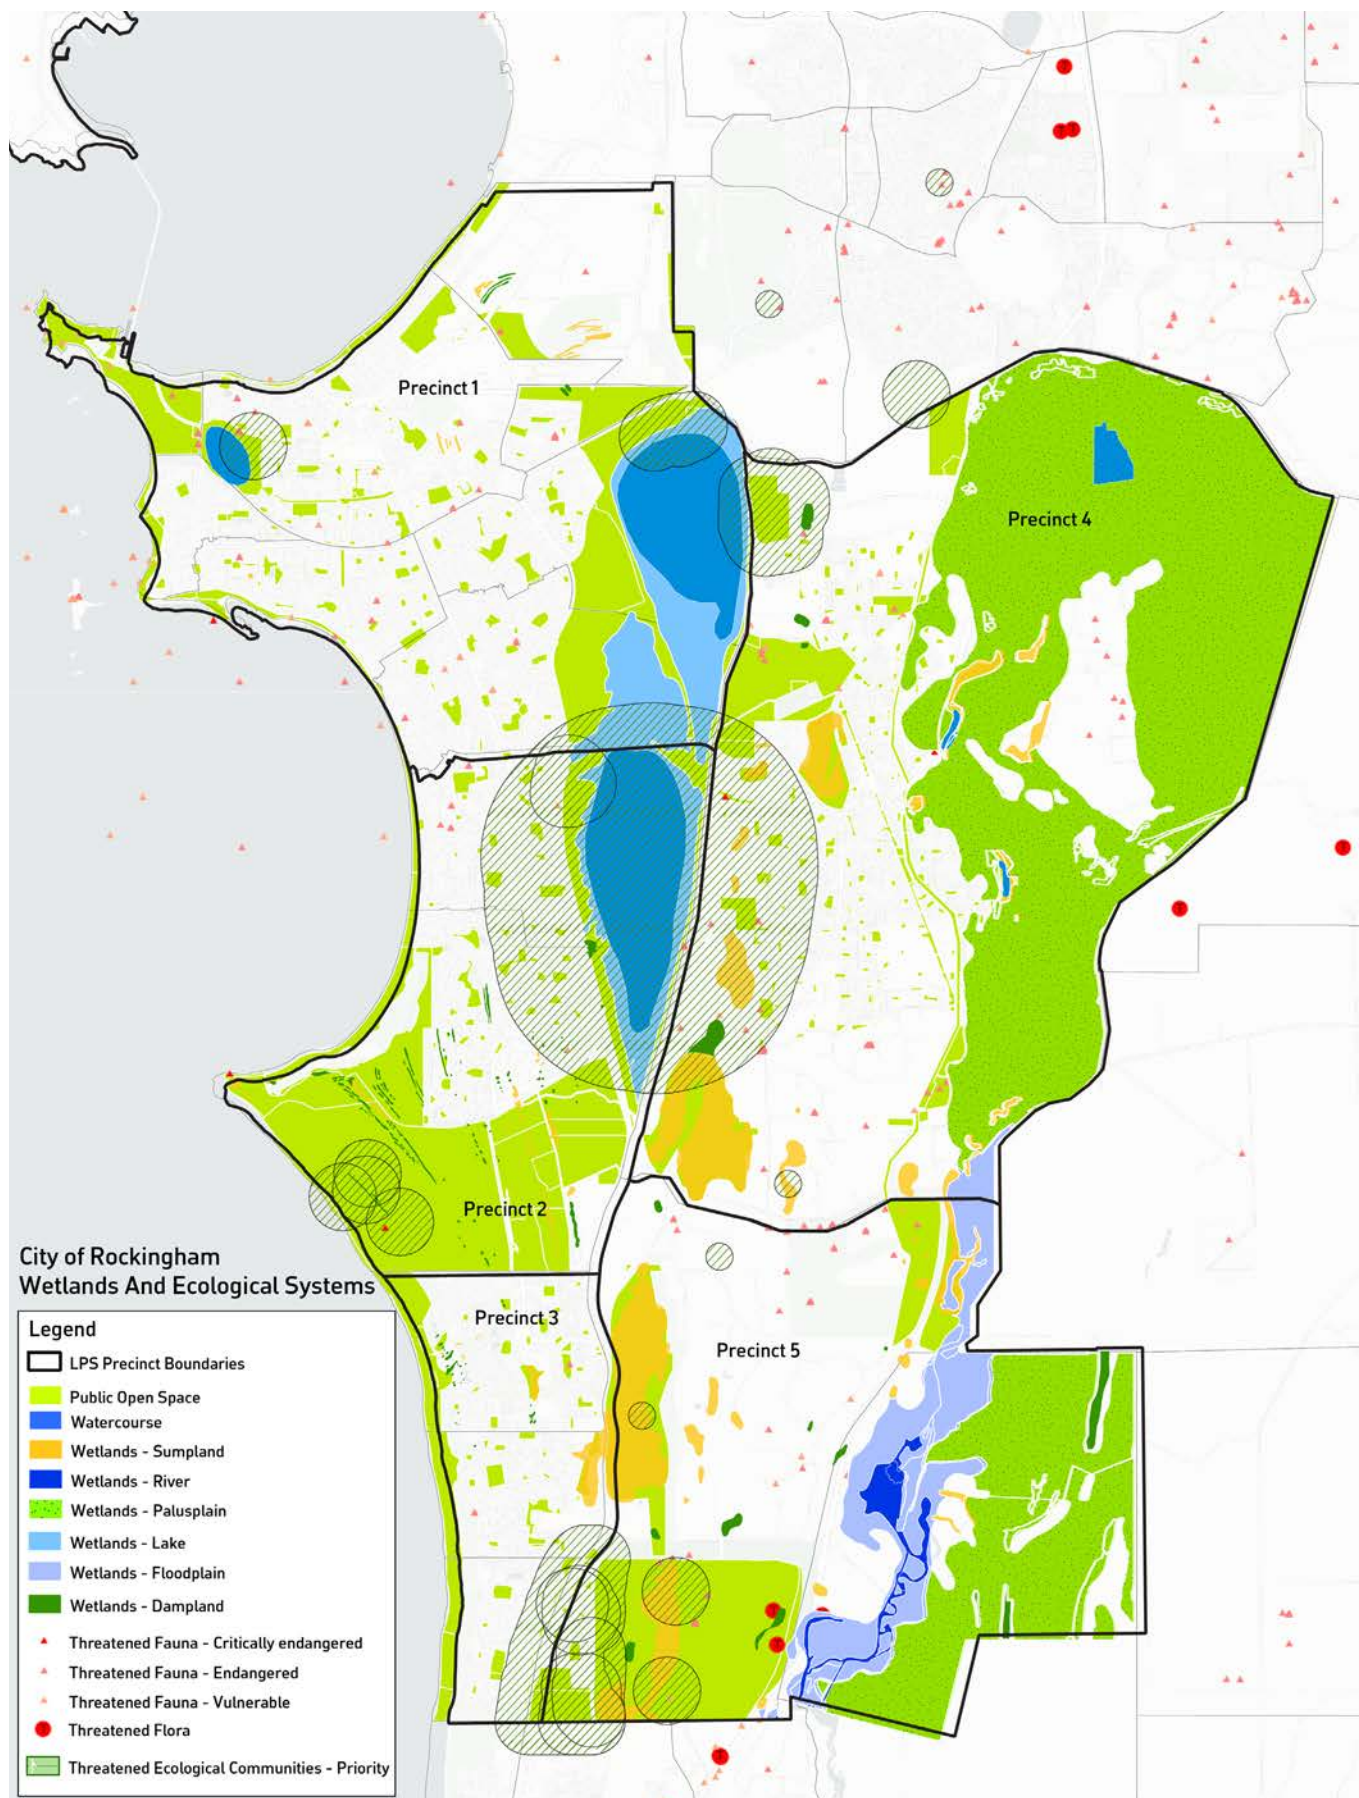 Precinct 1
Precinct 4
Precinct 2
City of Rockingham
Wetlands And Ecological Systems
Precinct 3
Precinct 5
Legend
LPS Precinct Boundaries
Public Open Space
Watercourse
Wetlands - Sumpland
Wetlands - River
Wetlands - Palusplain
Wetlands - Lake
Wetlands - Floodplain
Wetlands - Dampland
Threatened Fauna - Critically endangered
Threatened Fauna - Endangered
Threatened Fauna - Vulnerable
Threatened Flora
Threatened Ecological Communities - Priority